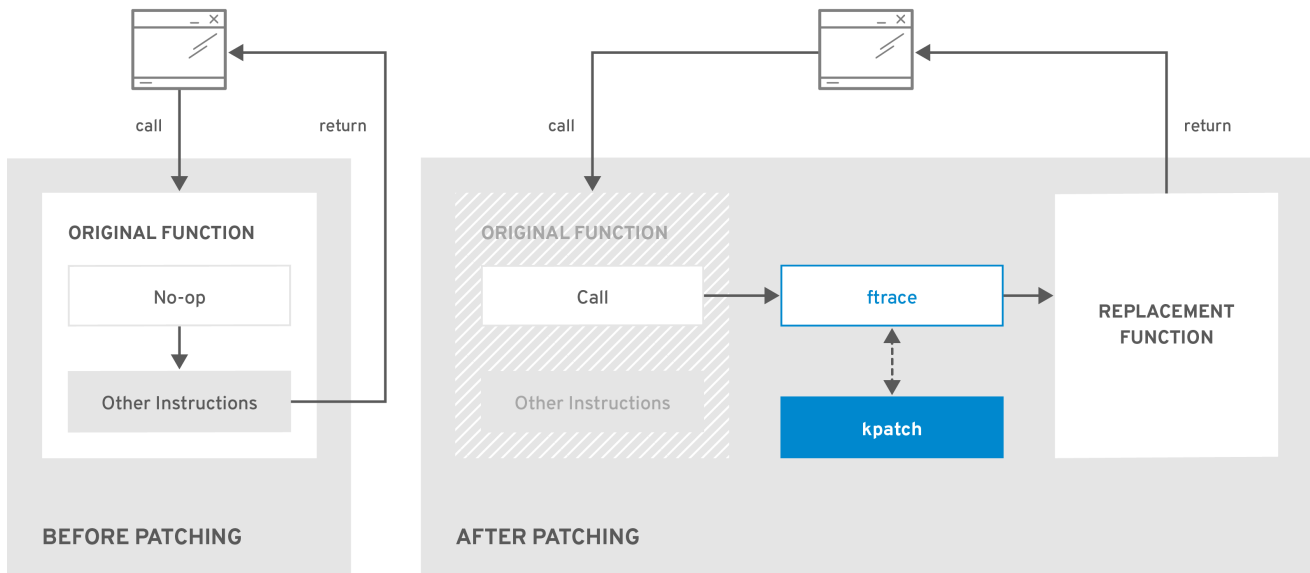 call
return
ORIGINAL FUNCTION
No-op
Other Instructions
BEFORE PATCHING
call
return
ORIGINAL FUNCTION
Call
Other Instructions
ftrace
kpatch
REPLACEMENT
FUNCTION
AFTER PATCHING